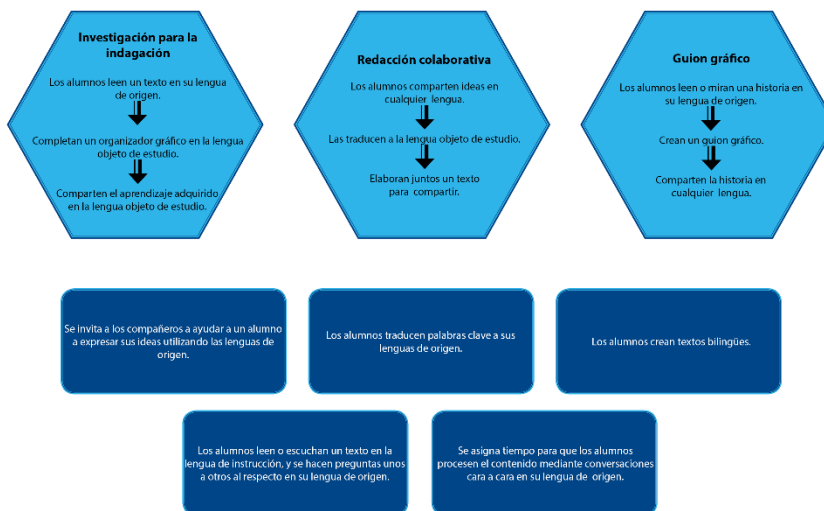 Investigación para la
indagación
Los alumnos leen un texto en su lengua
de origen.
Completan un organizador gráfico en la lengua
objeto de estudio.
Comparten el aprendizaje adquirido
en la lengua objeto de estudio.
Redacción colaborativa
Los alumnos comparten ideas en
cualquier lengua.
Las traducen a la lengua objeto de estudio.
Elaboran juntos un texto
para compartir.
Guion gráfico
Los alumnos leen o miran una historia en
su lengua de origen.
Crean un guion gráfico.
Comparten la historia en
cualquier lengua.
Se invita a los compañeros a ayudar a un alumno
a expresar sus ideas utilizando las lenguas de
origen.
Los alumnos traducen palabras clave a sus
lenguas de origen.
Los alumnos crean textos bilingües.
Los alumnos leen o escuchan un texto en la
lengua de instrucción, y se hacen preguntas unos
a otros al respecto en su lengua de origen.
Se asigna tiempo para que los alumnos
procesen el contenido mediante conversaciones
cara a cara en su lengua de origen.